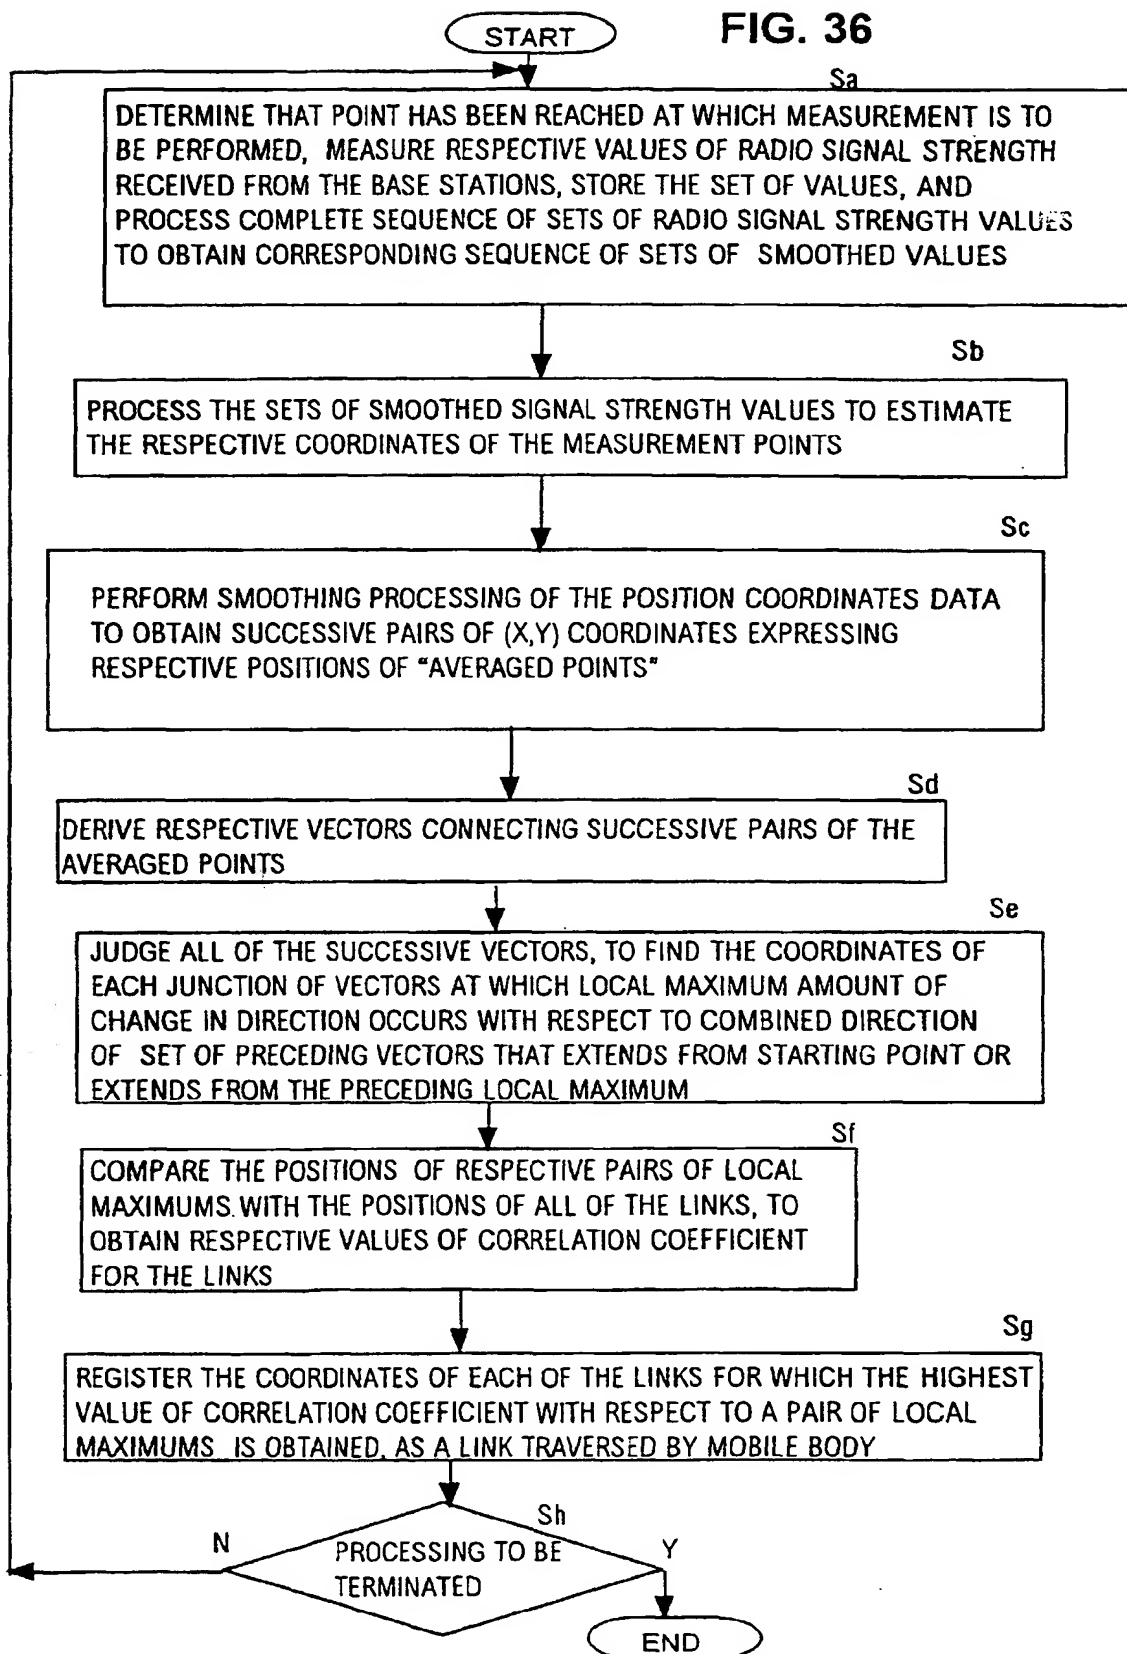 FIG. 36
START
Sa
DETERMINE THAT POINT HAS BEEN REACHED AT WHICH MEASUREMENT IS TO
BE PERFORMED, MEASURE RESPECTIVE VALUES OF RADIO SIGNAL STRENGTH
RECEIVED FROM THE BASE STATIONS, STORE THE SET OF VALUES, AND
PROCESS COMPLETE SEQUENCE OF SETS OF RADIO SIGNAL STRENGTH VALUES
TO OBTAIN CORRESPONDING SEQUENCE OF SETS OF SMOOTHED VALUES
Sb
PROCESS THE SETS OF SMOOTHED SIGNAL STRENGTH VALUES TO ESTIMATE
THE RESPECTIVE COORDINATES OF THE MEASUREMENT POINTS
Sc
PERFORM SMOOTHING PROCESSING OF THE POSITION COORDINATES DATA
TO OBTAIN SUCCESSIVE PAIRS OF (X,Y) COORDINATES EXPRESSING
RESPECTIVE POSITIONS OF "AVERAGED POINTS"
Sd
DERIVE RESPECTIVE VECTORS CONNECTING SUCCESSIVE PAIRS OF THE
AVERAGED POINTS
Se
JUDGE ALL OF THE SUCCESSIVE VECTORS, TO FIND THE COORDINATES OF
EACH JUNCTION OF VECTORS AT WHICH LOCAL MAXIMUM AMOUNT OF
CHANGE IN DIRECTION OCCURS WITH RESPECT TO COMBINED DIRECTION
OF SET OF PRECEDING VECTORS THAT EXTENDS FROM STARTING POINT OR
EXTENDS FROM THE PRECEDING LOCAL MAXIMUM
Sf
COMPARE THE POSITIONS OF RESPECTIVE PAIRS OF LOCAL
MAXIMUMS WITH THE POSITIONS OF ALL OF THE LINKS, TO
OBTAIN RESPECTIVE VALUES OF CORRELATION COEFFICIENT
FOR THE LINKS
Sg
REGISTER THE COORDINATES OF EACH OF THE LINKS FOR WHICH THE HIGHEST
VALUE OF CORRELATION COEFFICIENT WITH RESPECT TO A PAIR OF LOCAL
MAXIMUMS IS OBTAINED, AS A LINK TRAVERSED BY MOBILE BODY
Sh
N
PROCESSING TO BE
TERMINATED
Y
END